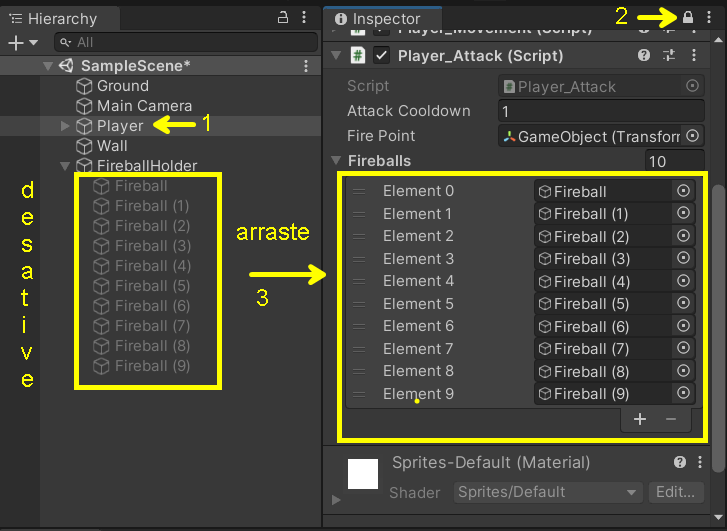 Hierarchy
All
SampleScene*
Ground
Main Camera
Player
1
Wall
FireballHolder
Fireball
Fireball (1)
Fireball (2)
Fireball (3)
Fireball (4)
Fireball (5)
Fireball (6)
Fireball (7)
Fireball (8)
Fireball (9)
desative
arraste
3
2
Inspector
Player_Movement (Script)
Player_Attack (Script)
Script Player_Attack
Attack Cooldown 1
Fire Point GameObject (Transform
Fireballs 10
Element 0 Fireball
Element 1 Fireball (1)
Element 2 Fireball (2)
Element 3 Fireball (3)
Element 4 Fireball (4)
Element 5 Fireball (5)
Element 6 Fireball (6)
Element 7 Fireball (7)
Element 8 Fireball (8)
Element 9 Fireball (9)
Sprites-Default (Material)
Shader Sprites/Default Edit...